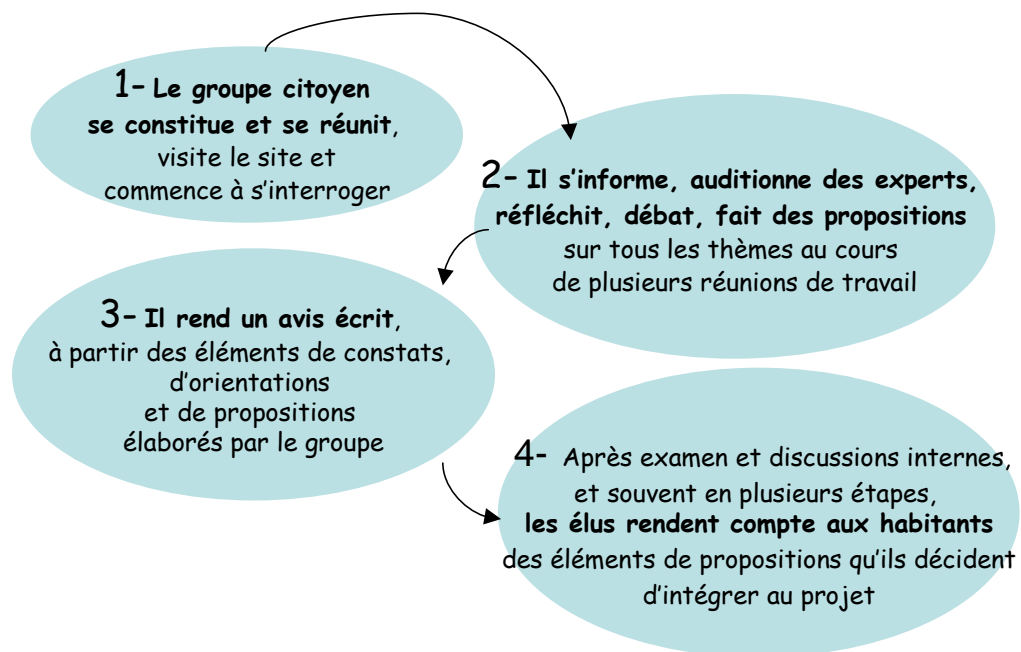 1- Le groupe citoyen
se constitue et se réunit,
visite le site et
commence à s'interroger
2- Il s'informe, auditionne des experts,
réfléchit, débat, fait des propositions
sur tous les thèmes au cours
de plusieurs réunions de travail
3- Il rend un avis écrit,
à partir des éléments de constats,
d'orientations
et de propositions
élaborés par le groupe
4- Après examen et discussions internes,
et souvent en plusieurs étapes,
les élus rendent compte aux habitants
des éléments de propositions qu'ils décident
d'intégrer au projet